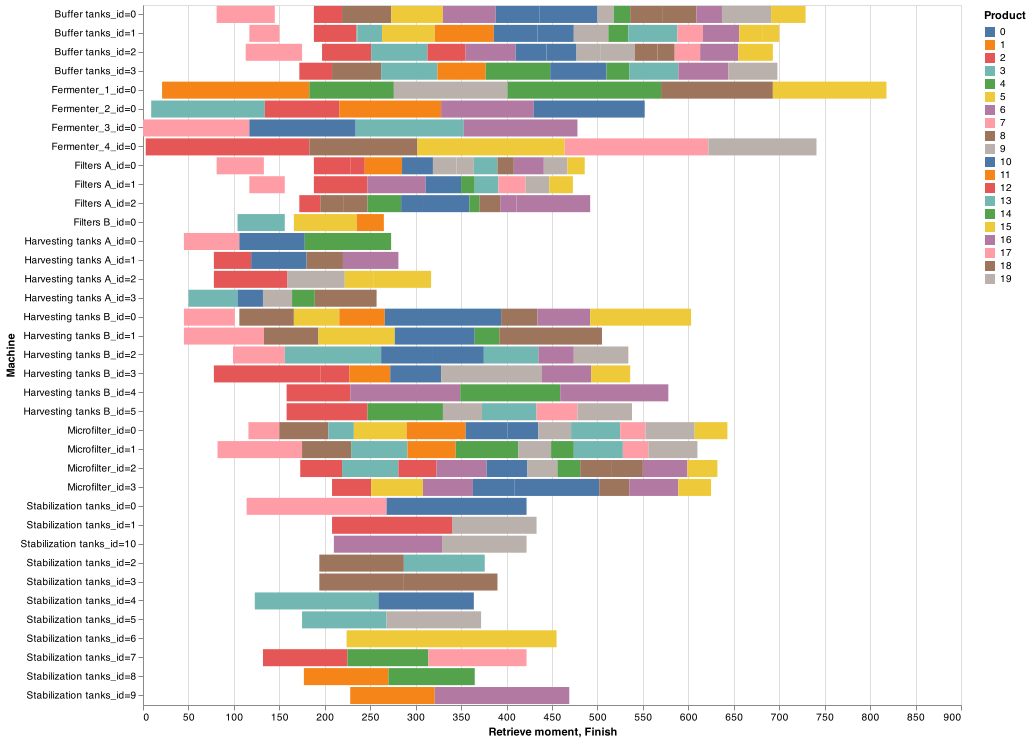 Product
0
1
2
3
4
5
6
7
8
9
10
11
12
13
14
15
16
17
18
19
Machine
Buffer tanks_id=0
Buffer tanks_id=1
Buffer tanks_id=2
Buffer tanks_id=3
Fermenter_1_id=0
Fermenter_2_id=0
Fermenter_3_id=0
Fermenter_4_id=0
Filters A_id=0
Filters A_id=1
Filters A_id=2
Filters B_id=0
Harvesting tanks A_id=0
Harvesting tanks A_id=1
Harvesting tanks A_id=2
Harvesting tanks A_id=3
Harvesting tanks B_id=0
Harvesting tanks B_id=1
Harvesting tanks B_id=2
Harvesting tanks B_id=3
Harvesting tanks B_id=4
Harvesting tanks B_id=5
Microfilter_id=0
Microfilter_id=1
Microfilter_id=2
Microfilter_id=3
Stabilization tanks_id=0
Stabilization tanks_id=1
Stabilization tanks_id=10
Stabilization tanks_id=2
Stabilization tanks_id=3
Stabilization tanks_id=4
Stabilization tanks_id=5
Stabilization tanks_id=6
Stabilization tanks_id=7
Stabilization tanks_id=8
Stabilization tanks_id=9
0 50 100 150 200 250 300 350 400 450 500 550 600 650 700 750 800 850 900
Retrieve moment, Finish